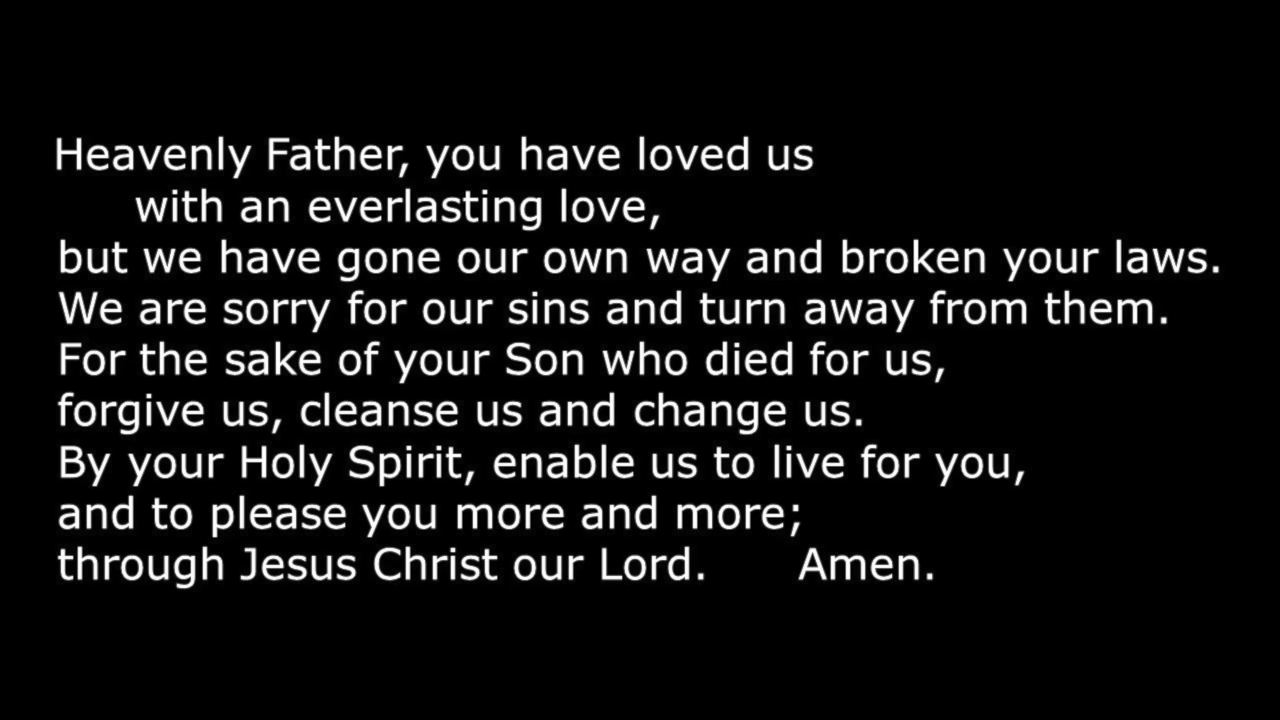 Heavenly Father, you have loved us
with an everlasting love,
but we have gone our own way and broken your laws.
We are sorry for our sins and turn away from them.
For the sake of your Son who died for us,
forgive us, cleanse us and change us.
By your Holy Spirit, enable us to live for you,
and to please you more and more;
through Jesus Christ our Lord. Amen.